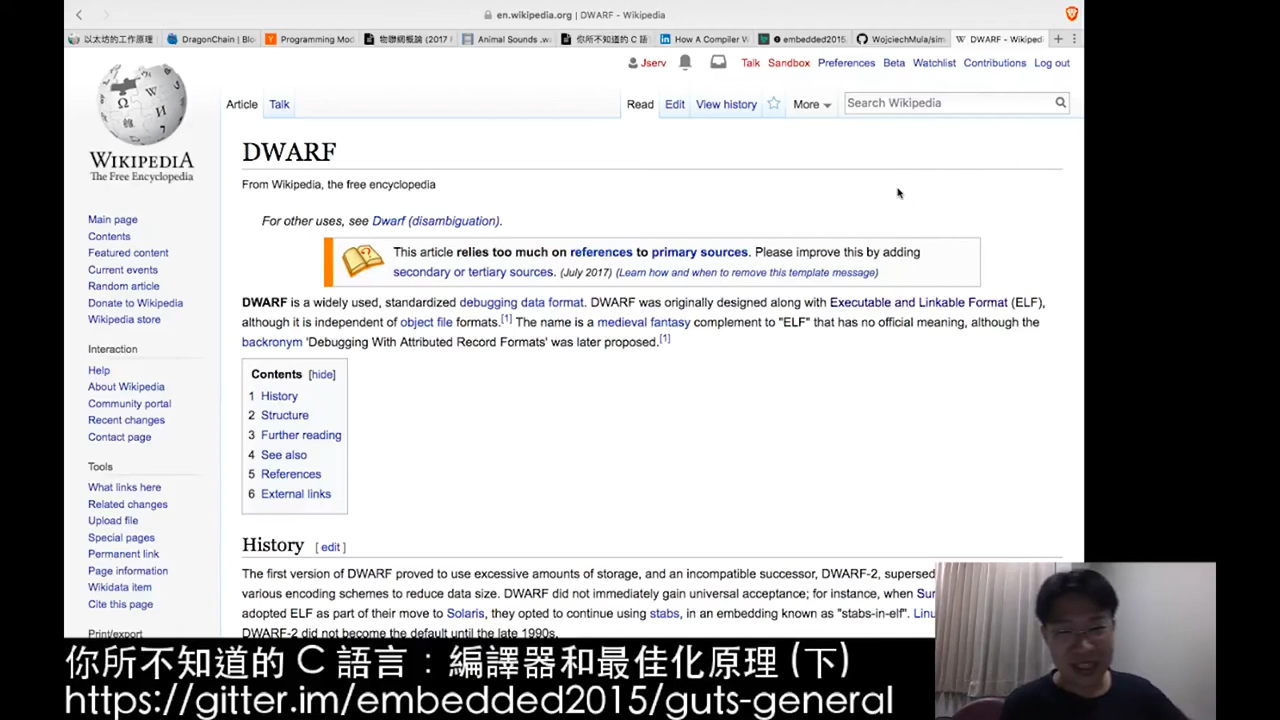 en.wikipedia.org | DWARF - Wikipedia
以太坊的工作原理
DragonChain | Blo
Programming Mod
物聯網概論 (2017 F
Animal Sounds .wa
你所不知道的 C 語
How A Compiler W
embedded2015
WojciechMula/sim
DWARF - Wikipedi
Jserv
Talk
Sandbox
Preferences
Beta
Watchlist
Contributions
Log out
Article
Talk
Read
Edit
View history
More
Search Wikipedia
WIKIPEDIA
The Free Encyclopedia
Main page
Contents
Featured content
Current events
Random article
Donate to Wikipedia
Wikipedia store
Interaction
Help
About Wikipedia
Community portal
Recent changes
Contact page
Tools
What links here
Related changes
Upload file
Special pages
Permanent link
Page information
Wikidata item
Cite this page
Print/export
DWARF
From Wikipedia, the free encyclopedia
For other uses, see Dwarf (disambiguation).
This article relies too much on references to primary sources. Please improve this by adding
secondary or tertiary sources. (July 2017) (Learn how and when to remove this template message)
DWARF is a widely used, standardized debugging data format. DWARF was originally designed along with Executable and Linkable Format (ELF),
although it is independent of object file formats.[1] The name is a medieval fantasy complement to "ELF" that has no official meaning, although the
backronym 'Debugging With Attributed Record Formats' was later proposed.[1]
Contents [hide]
1 History
2 Structure
3 Further reading
4 See also
5 References
6 External links
History [ edit ]
The first version of DWARF proved to use excessive amounts of storage, and an incompatible successor, DWARF-2, supersed
various encoding schemes to reduce data size. DWARF did not immediately gain universal acceptance; for instance, when Sun
adopted ELF as part of their move to Solaris, they opted to continue using stabs, in an embedding known as "stabs-in-elf". Linu
DWARF-2 did not become the default until the late 1990s.
你所不知道的 C 語言：編譯器和最佳化原理 (下)
https://gitter.im/embedded2015/guts-general